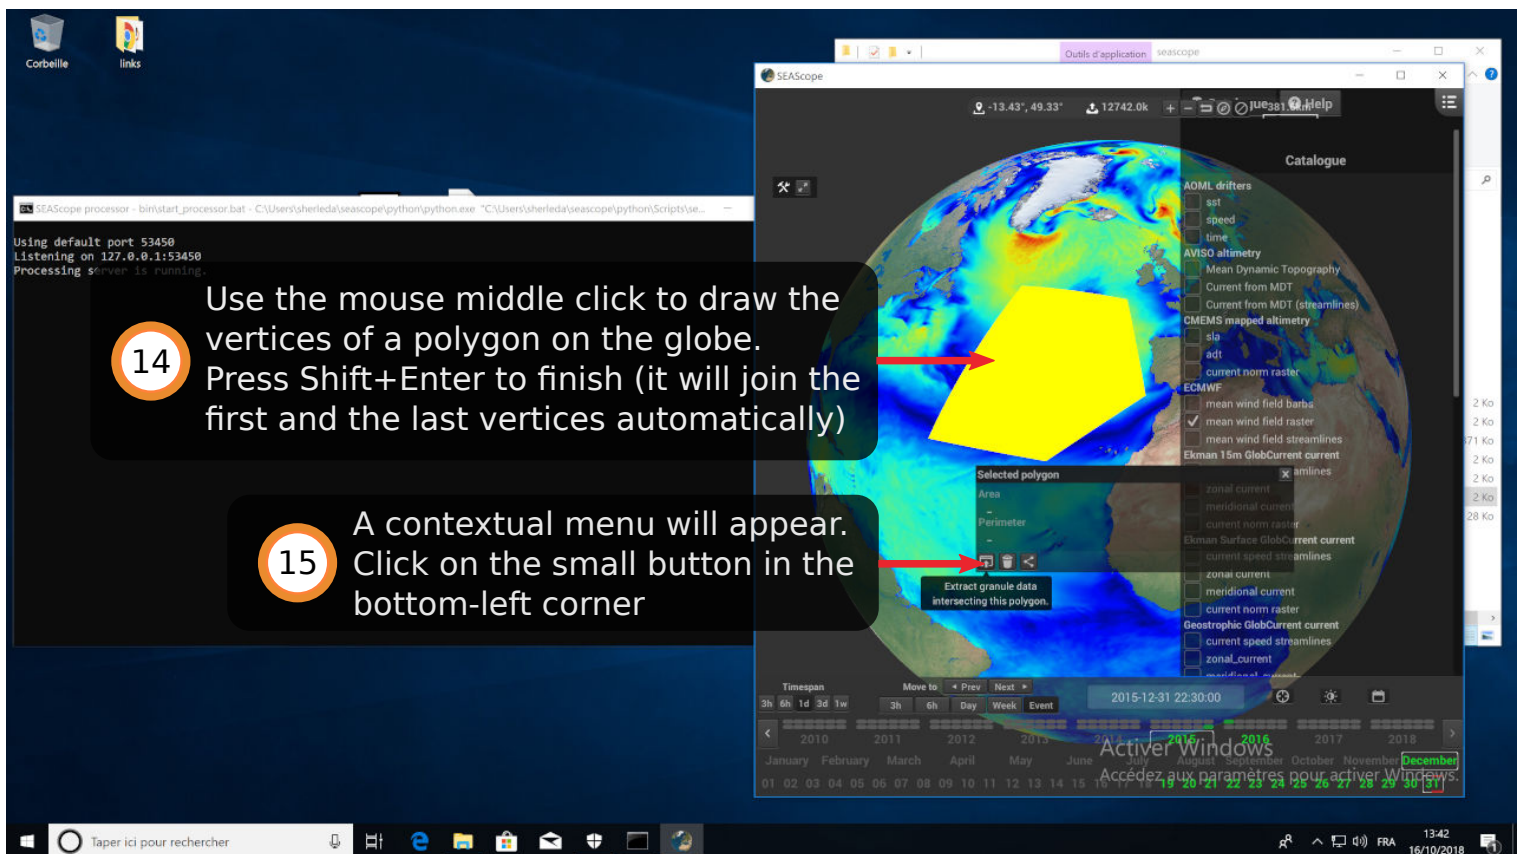 Corbeille
links
Outils d'application
seascope
SEAScope
-13.43°, 49.33°
12742.0k
381.
km
Help
Catalogue
AOML drifters
sst
speed
time
AVISO altimetry
Mean Dynamic Topography
Current from MDT
Current from MDT (streamlines)
CMEMS mapped altimetry
sla
adt
current norm raster
ECMWF
mean wind field barbs
mean wind field raster
mean wind field streamlines
Ekman 15m GlobCurrent current
amlines
zonal current
meridional current
current norm raster
Ekman Surface GlobCurrent current
current speed streamlines
zonal current
meridional current
current norm raster
Geostrophic GlobCurrent current
current speed streamlines
zonal_current
meridional_current
SEAScope processor - bin\start_processor.bat - C:\Users\sherleda\seascope\python\python.exe "C:\Users\sherleda\seascope\python\Scripts\se...
Using default port 53450
Listening on 127.0.0.1:53450
Processing server is running.
14
Use the mouse middle click to draw the
vertices of a polygon on the globe.
Press Shift+Enter to finish (it will join the
first and the last vertices automatically)
15
A contextual menu will appear.
Click on the small button in the
bottom-left corner
Selected polygon
Area
-
Perimeter
-
Extract granule data
intersecting this polygon.
2 Ko
2 Ko
371 Ko
2 Ko
2 Ko
2 Ko
28 Ko
Timespan
3h 6h 1d 3d 1w
Move to
Prev Next
3h 6h Day Week Event
2015-12-31 22:30:00
2010 2011 2012 2013 2014 2015 2016 2017 2018
January February March April May June July August September October November December
01 02 03 04 05 06 07 08 09 10 11 12 13 14 15 16 17 18 19 20 21 22 23 24 25 26 27 28 29 30 31
Activer Windows
Accédez aux paramètres pour activer Windows.
Taper ici pour rechercher
FRA
13:42
16/10/2018
1